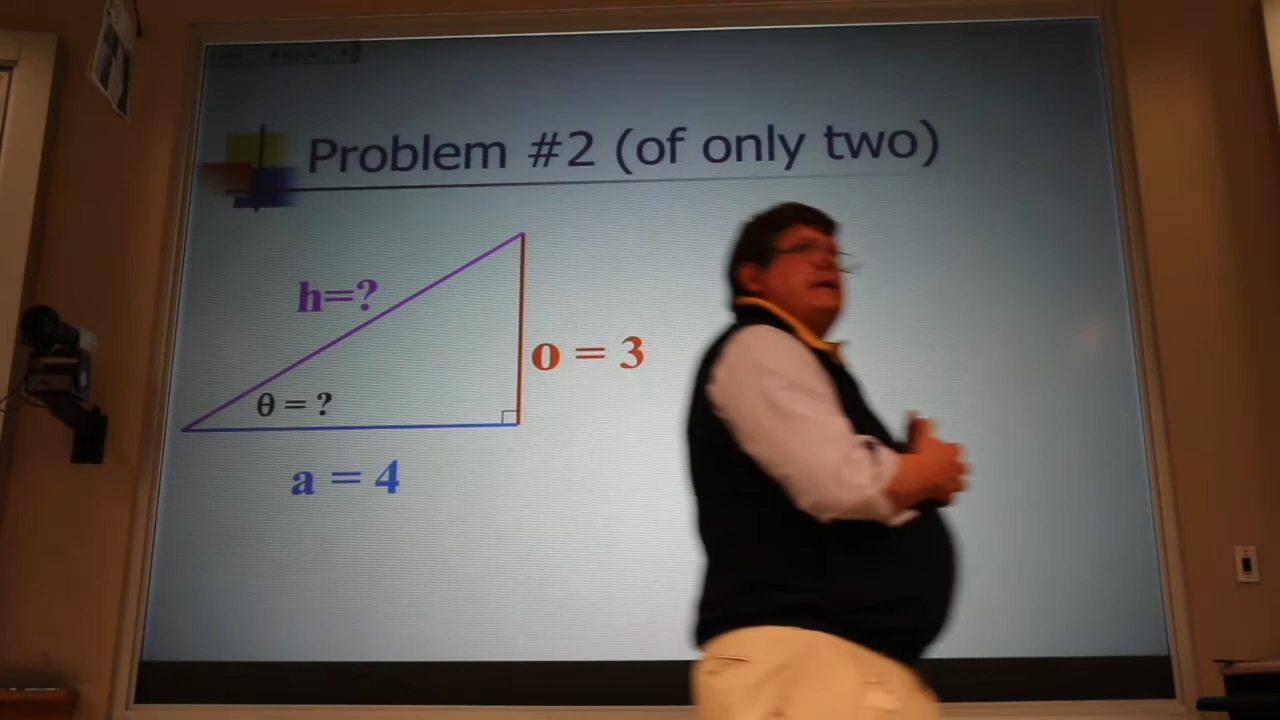 Problem #2 (of only two)
h=?
o = 3
θ = ?
a = 4